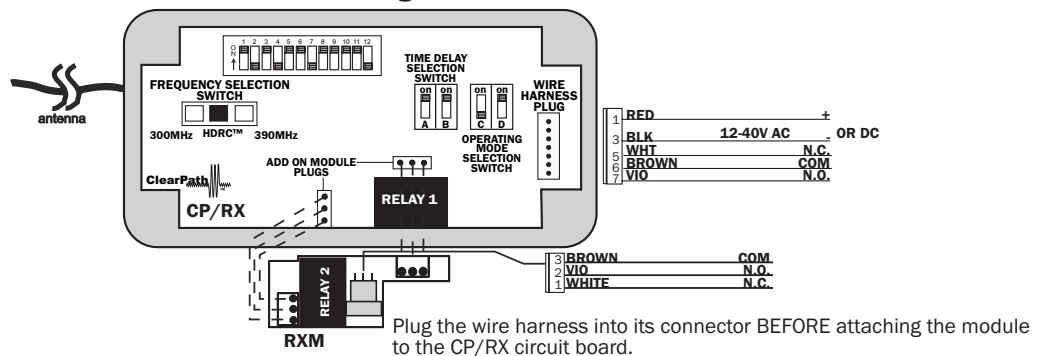 1 2 3 4 5 6 7 8 9 10 11 12
ON
antenna
FREQUENCY SELECTION
SWITCH
300MHz HDRC™ 390MHz
TIME DELAY
SELECTION
SWITCH
on on on on
A B C D
OPERATING
MODE
SELECTION
SWITCH
WIRE
HARNESS
PLUG
1 RED +
12-40V AC - OR DC
3 BLK
5 WHT N.C.
6 BROWN COM
7 VIO N.O.
ADD ON MODULE
PLUGS
ClearPath™
CP/RX
RELAY 1
3 BROWN COM
2 VIO N.O.
1 WHITE N.C.
RELAY 2
RXM
Plug the wire harness into its connector BEFORE attaching the module
to the CP/RX circuit board.